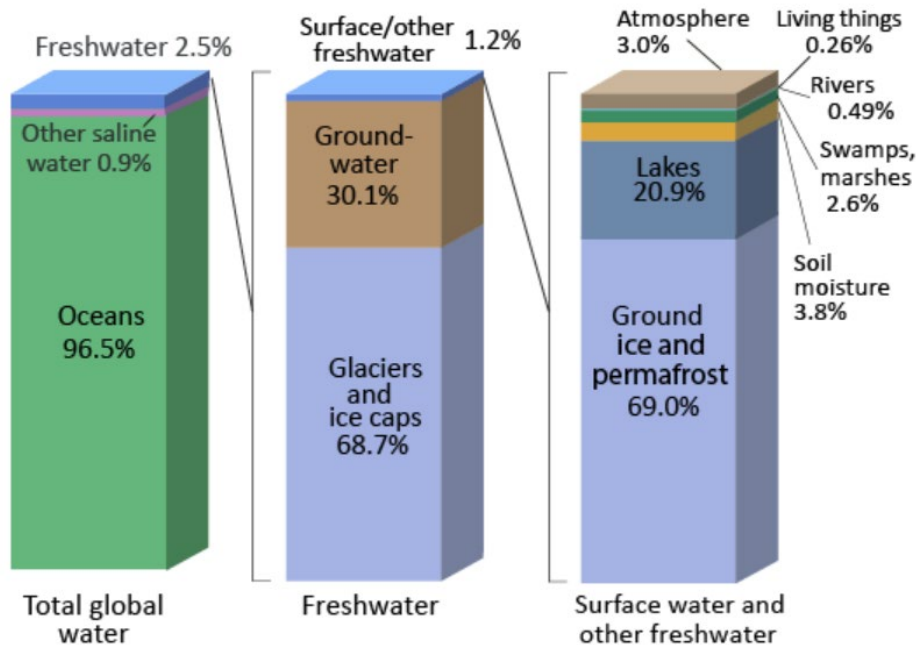 Freshwater 2.5%
Other saline
water 0.9%
Oceans
96.5%
Total global
water
Surface/other
freshwater
1.2%
Ground-
water
30.1%
Glaciers
and
ice caps
68.7%
Freshwater
Atmosphere
3.0%
Living things
0.26%
Rivers
0.49%
Swamps,
marshes
2.6%
Soil
moisture
3.8%
Lakes
20.9%
Ground
ice and
permafrost
69.0%
Surface water and
other freshwater